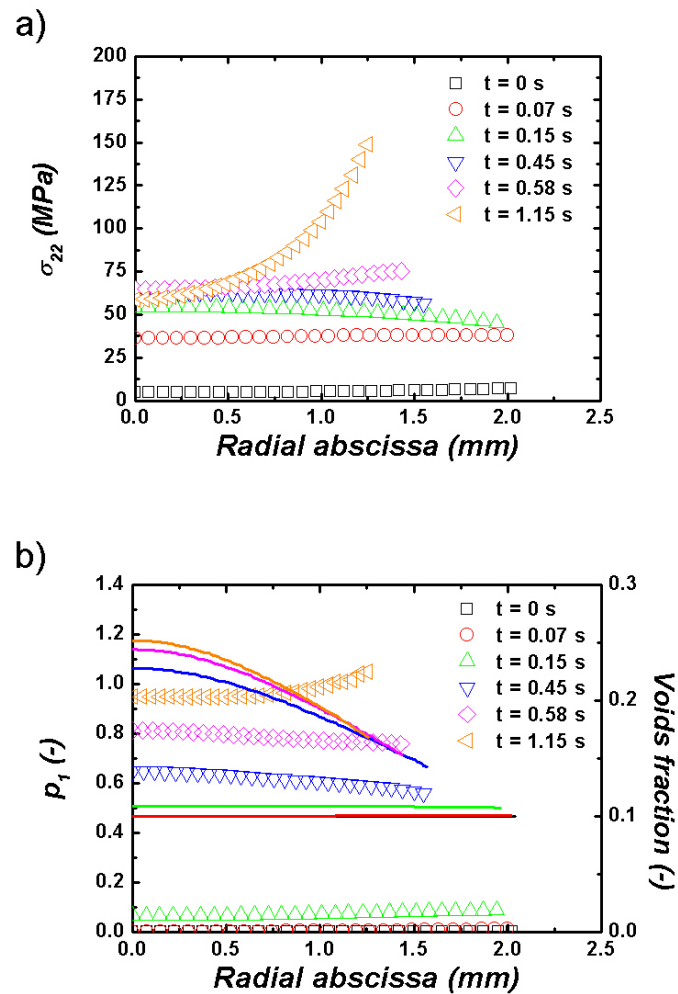 a)
200
175
150
125
100
75
50
25
0
σ22 (MPa)
t = 0 s
t = 0.07 s
t = 0.15 s
t = 0.45 s
t = 0.58 s
t = 1.15 s
0.0 0.5 1.0 1.5 2.0 2.5
Radial abscissa (mm)
b)
1.4
1.2
1.0
0.8
0.6
0.4
0.2
0.0
p1 (-)
t = 0 s
t = 0.07 s
t = 0.15 s
t = 0.45 s
t = 0.58 s
t = 1.15 s
0.3
0.2
0.1
0.0
Voids fraction (-)
0.0 0.5 1.0 1.5 2.0 2.5
Radial abscissa (mm)